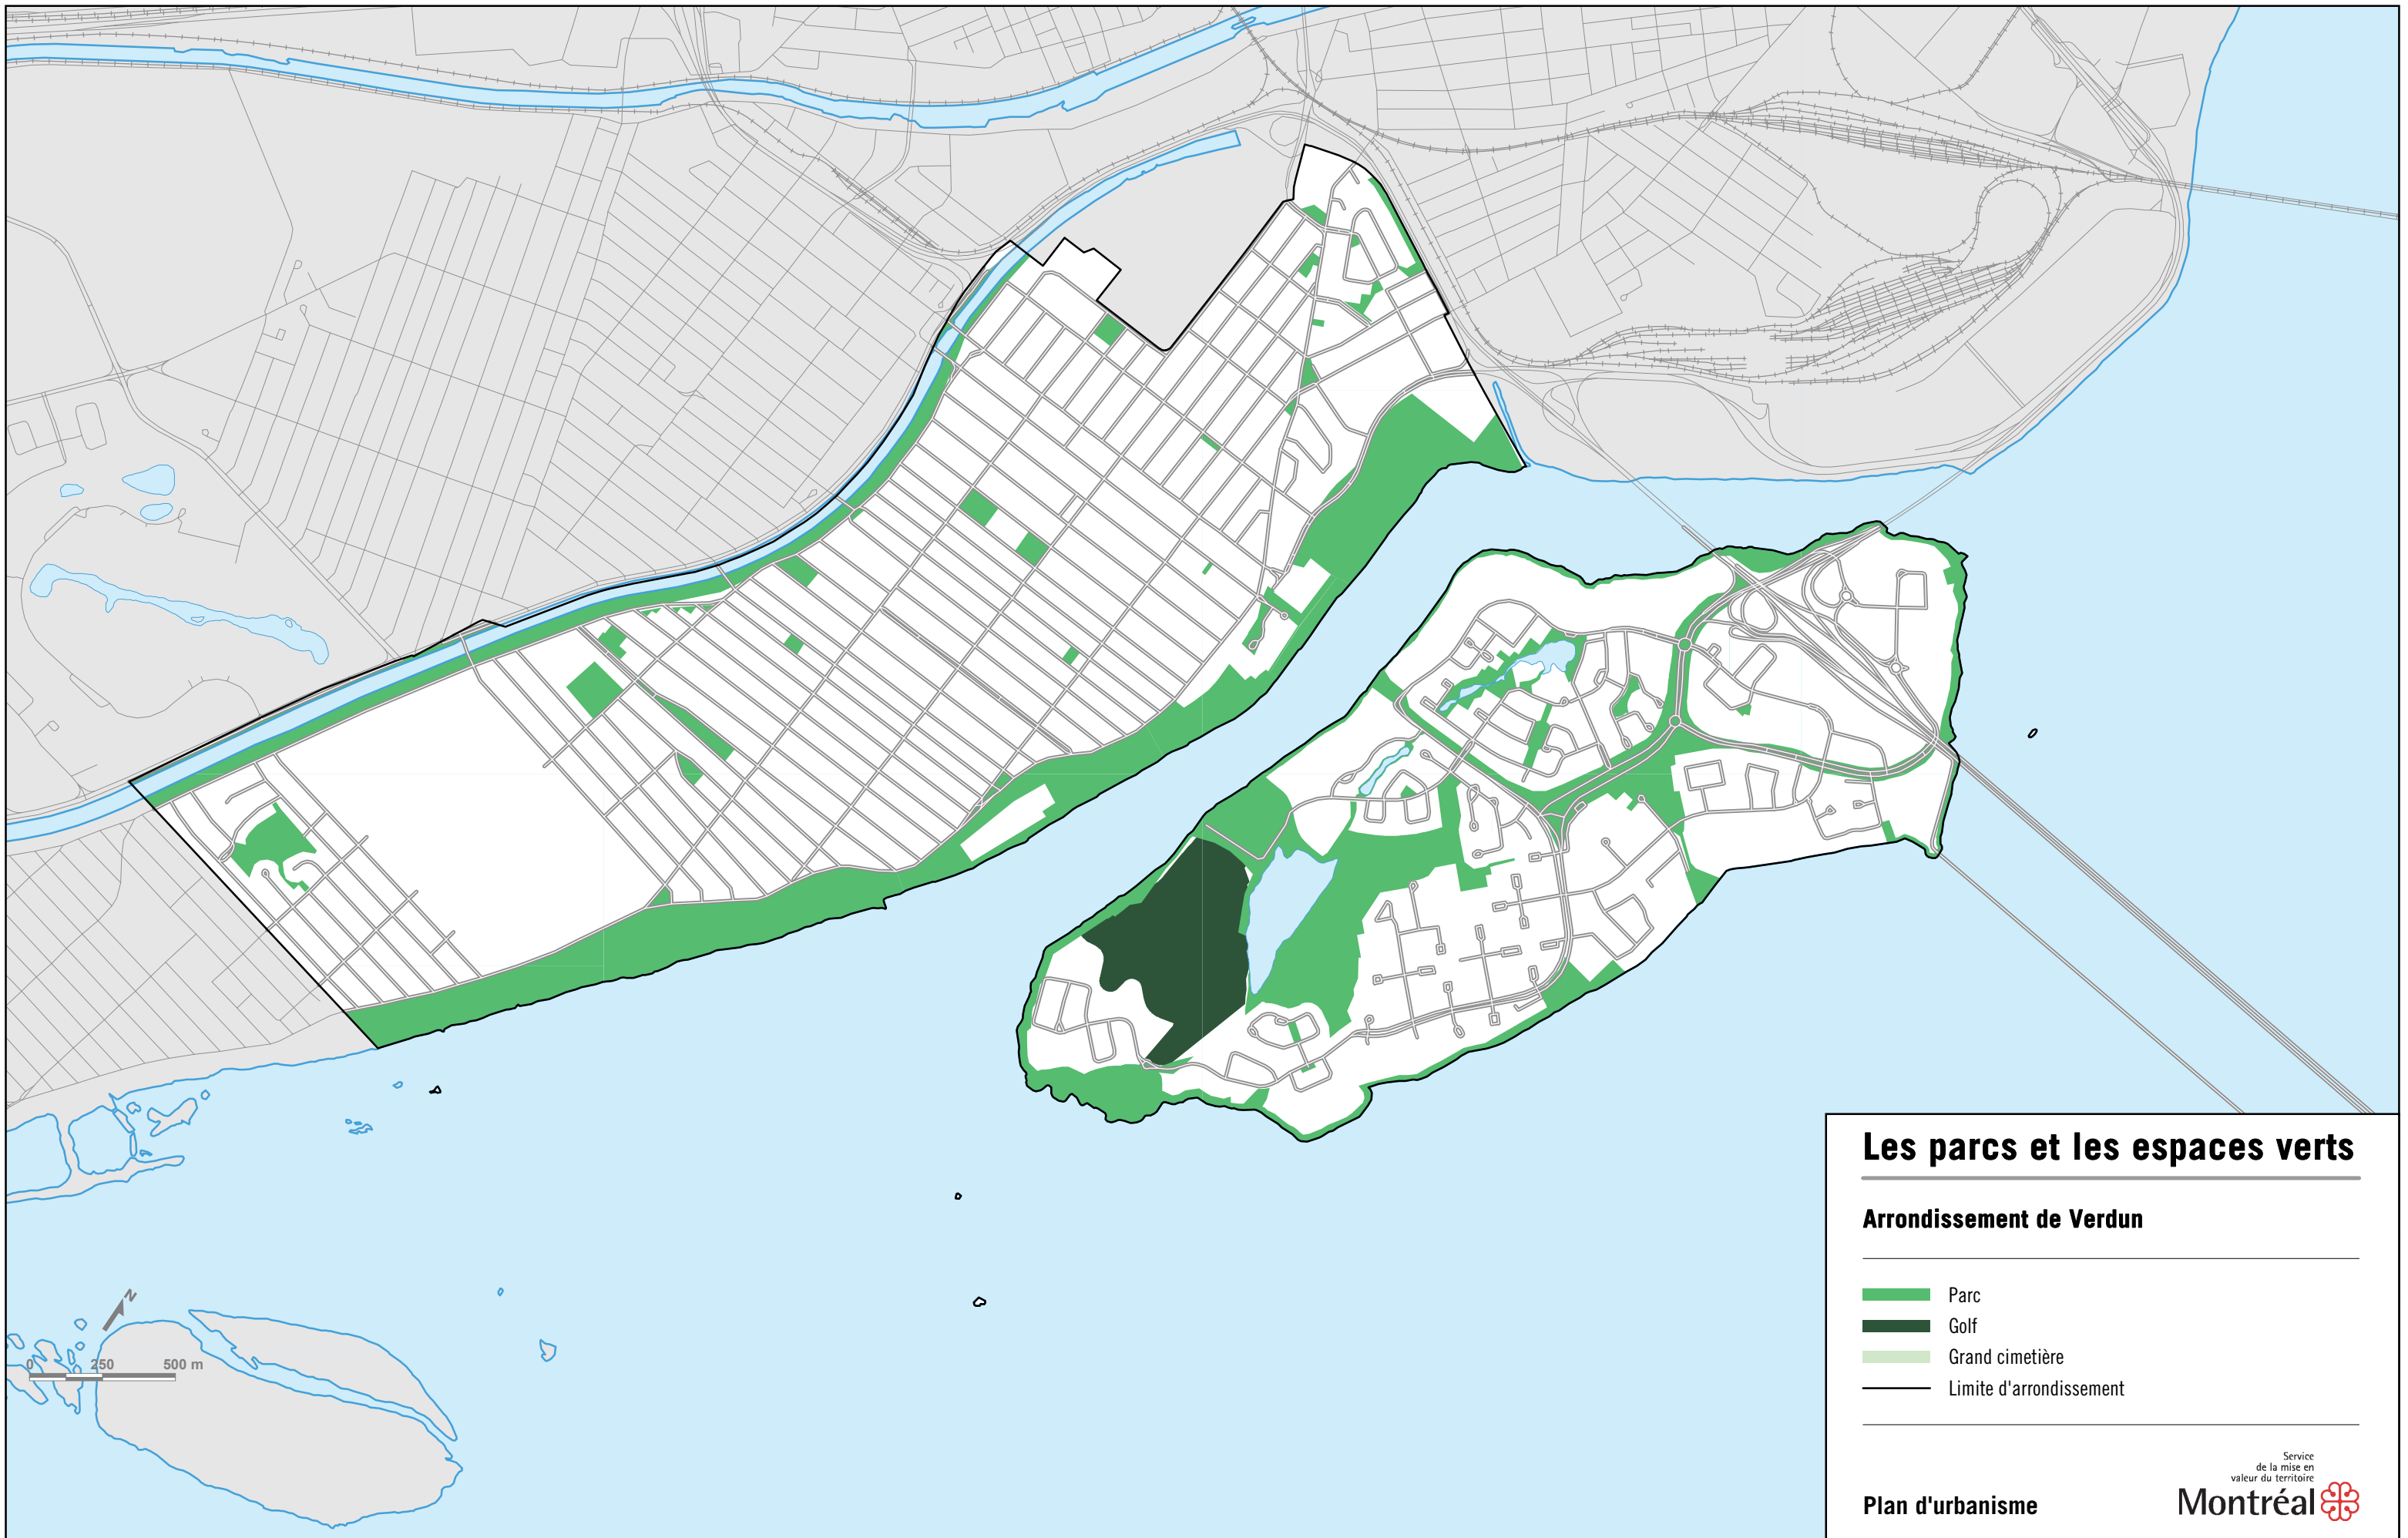 Les parcs et les espaces verts
Arrondissement de Verdun
Parc
Golf
Grand cimetière
Limite d'arrondissement
Service
de la mise en
valeur du territoire
Plan d'urbanisme
Montréal
N
0 250 500 m